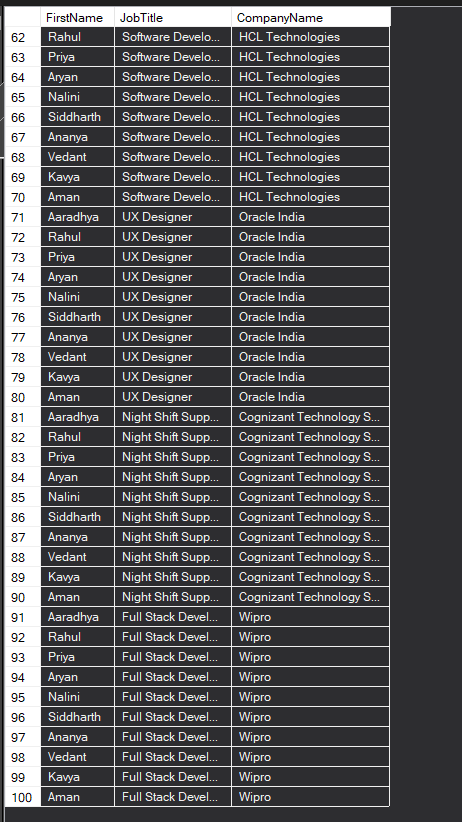 FirstName JobTitle CompanyName
62 Rahul Software Develo... HCL Technologies
63 Priya Software Develo... HCL Technologies
64 Aryan Software Develo... HCL Technologies
65 Nalini Software Develo... HCL Technologies
66 Siddharth Software Develo... HCL Technologies
67 Ananya Software Develo... HCL Technologies
68 Vedant Software Develo... HCL Technologies
69 Kavya Software Develo... HCL Technologies
70 Aman Software Develo... HCL Technologies
71 Aaradhya UX Designer Oracle India
72 Rahul UX Designer Oracle India
73 Priya UX Designer Oracle India
74 Aryan UX Designer Oracle India
75 Nalini UX Designer Oracle India
76 Siddharth UX Designer Oracle India
77 Ananya UX Designer Oracle India
78 Vedant UX Designer Oracle India
79 Kavya UX Designer Oracle India
80 Aman UX Designer Oracle India
81 Aaradhya Night Shift Supp... Cognizant Technology S...
82 Rahul Night Shift Supp... Cognizant Technology S...
83 Priya Night Shift Supp... Cognizant Technology S...
84 Aryan Night Shift Supp... Cognizant Technology S...
85 Nalini Night Shift Supp... Cognizant Technology S...
86 Siddharth Night Shift Supp... Cognizant Technology S...
87 Ananya Night Shift Supp... Cognizant Technology S...
88 Vedant Night Shift Supp... Cognizant Technology S...
89 Kavya Night Shift Supp... Cognizant Technology S...
90 Aman Night Shift Supp... Cognizant Technology S...
91 Aaradhya Full Stack Devel... Wipro
92 Rahul Full Stack Devel... Wipro
93 Priya Full Stack Devel... Wipro
94 Aryan Full Stack Devel... Wipro
95 Nalini Full Stack Devel... Wipro
96 Siddharth Full Stack Devel... Wipro
97 Ananya Full Stack Devel... Wipro
98 Vedant Full Stack Devel... Wipro
99 Kavya Full Stack Devel... Wipro
100 Aman Full Stack Devel... Wipro